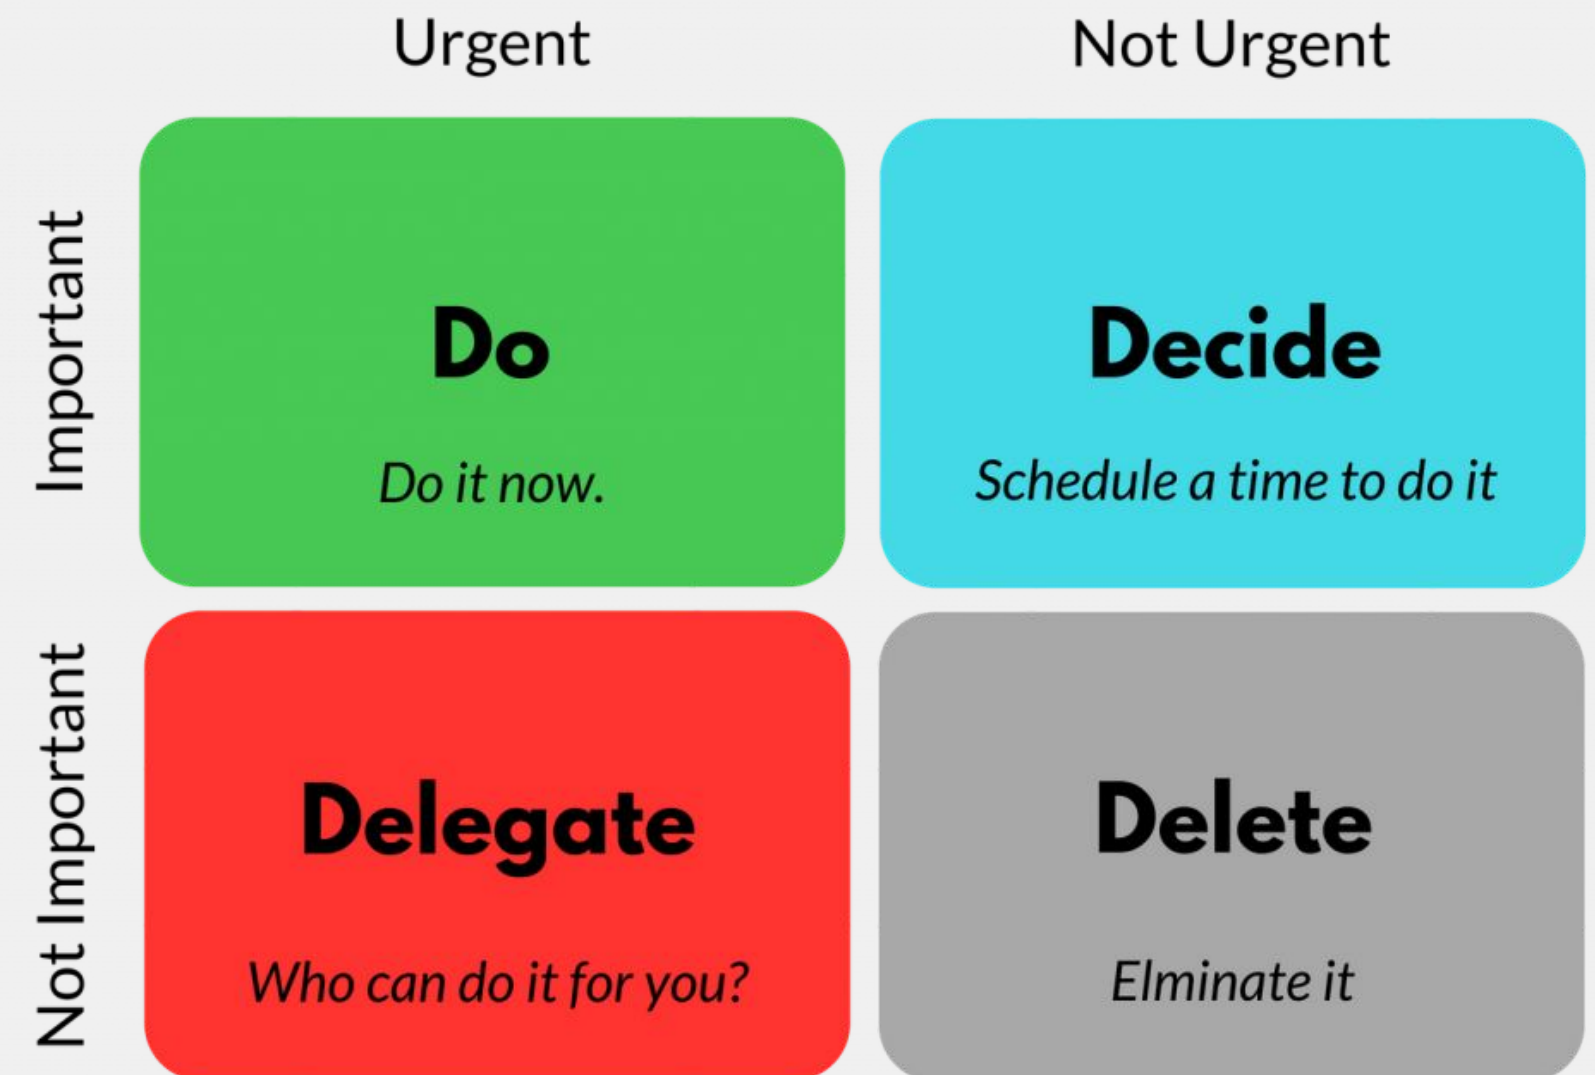 Urgent
Not Urgent
Important
Do
Do it now.
Decide
Schedule a time to do it
Not Important
Delegate
Who can do it for you?
Delete
Elminate it